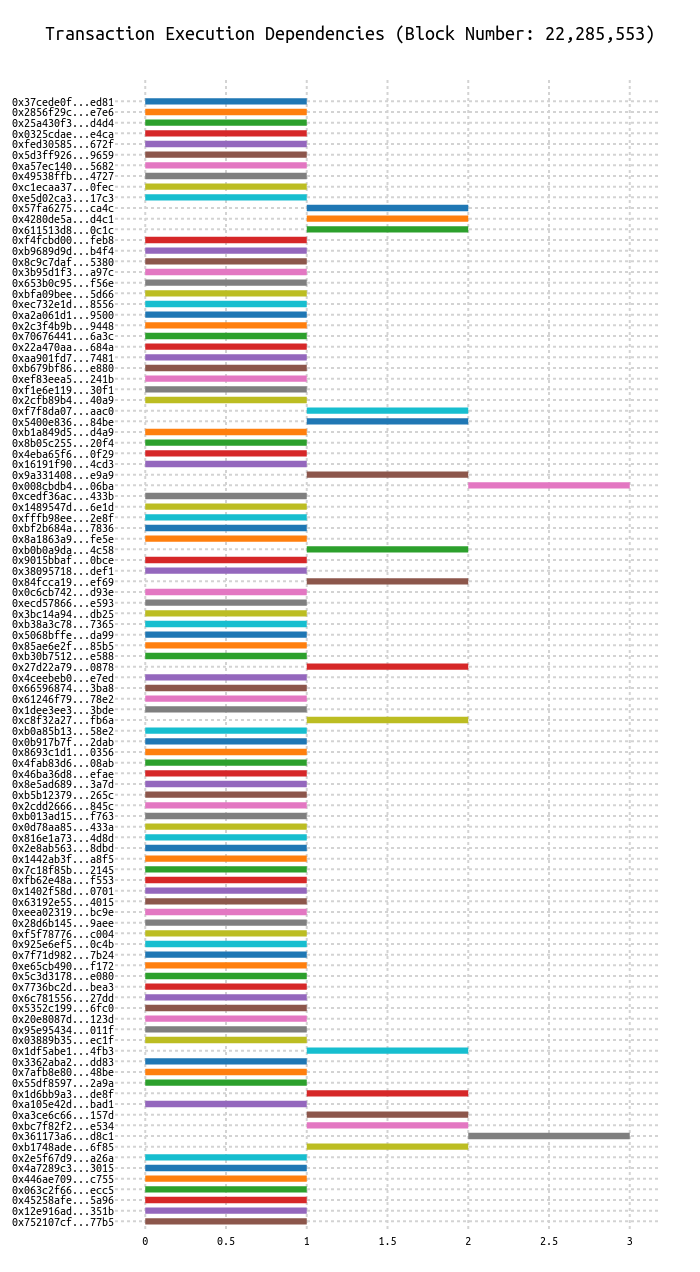 Transaction Execution Dependencies (Block Number: 22,285,553)
0x37cede0f...ed81
0x2856f29c...e7e6
0x25a430f3...d4d4
0x0325cdae...e4ca
0xfed30585...672f
0x5d3ff926...9659
0xa57ec140...5682
0x49538ffb...4727
0xc1ecaa37...0fec
0xe5d02ca3...17c3
0x57fa6275...ca4c
0x4280de5a...d4c1
0x611513d8...0c1c
0xf4fcbd00...feb8
0xb9689d9d...b4f4
0x8c9c7daf...5380
0x3b95d1f3...a97c
0x653b0c95...f56e
0xbfa09bee...5d66
0xec732e1d...8556
0xa2a061d1...9500
0x2c3f4b9b...9448
0x70676441...6a3c
0x22a470aa...684a
0xaa901fd7...7481
0xb679bf86...e880
0xef83eea5...241b
0xf1e6e119...30f1
0x2cfb89b4...40a9
0xf7f8da07...aac0
0x5400e836...84be
0xb1a849d5...d4a9
0x8b05c255...20f4
0x4eba65f6...0f29
0x16191f90...4cd3
0x9a331408...e9a9
0x008cbdb4...06ba
0xcedf36ac...433b
0x1489547d...6e1d
0xfffb98ee...2e8f
0xbf2b684a...7836
0x8a1863a9...fe5e
0xb0b0a9da...4c58
0x9015bbaf...0bce
0x38095718...def1
0x84fcca19...ef69
0x0c6cb742...d93e
0xecd57866...e593
0x3bc14a94...db25
0xb38a3c78...7365
0x5068bffe...da99
0x85ae6e2f...85b5
0xb30b7512...e588
0x27d22a79...0878
0x4ceebeb0...e7ed
0x66596874...3ba8
0x61246f79...78e2
0x1dee3ee3...3bde
0xc8f32a27...fb6a
0xb0a85b13...58e2
0x0b917b7f...2dab
0x8693c1d1...0356
0x4fab83d6...08ab
0x46ba36d8...efae
0x8e5ad689...3a7d
0xb5b12379...265c
0x2cdd2666...845c
0xb013ad15...f763
0x0d78aa85...433a
0x816e1a73...4d8d
0x2e8ab563...8dbd
0x1442ab3f...a8f5
0x7c18f85b...2145
0xfb62e48a...f553
0x1402f58d...0701
0x63192e55...4015
0xeea02319...bc9e
0x28d6b145...9aee
0xf5f78776...c004
0x925e6ef5...0c4b
0x7f71d982...7b24
0xe65cb490...f172
0x5c3d3178...e080
0x7736bc2d...bea3
0x6c781556...27dd
0x5352c199...6fc0
0x20e8087d...123d
0x95e95434...011f
0x03889b35...ec1f
0x1df5abe1...4fb3
0x3362aba2...dd83
0x7afb8e80...48be
0x55df8597...2a9a
0x1d6bb9a3...de8f
0xa105e42d...bad1
0xa3ce6c66...157d
0xbc7f82f2...e534
0x361173a6...d8c1
0xb1748ade...6f85
0x2e5f67d9...a26a
0x4a7289c3...3015
0x446ae709...c755
0x063c2f66...ecc5
0x45258afe...5a96
0x12e916ad...351b
0x752107cf...77b5
0 0.5 1 1.5 2 2.5 3